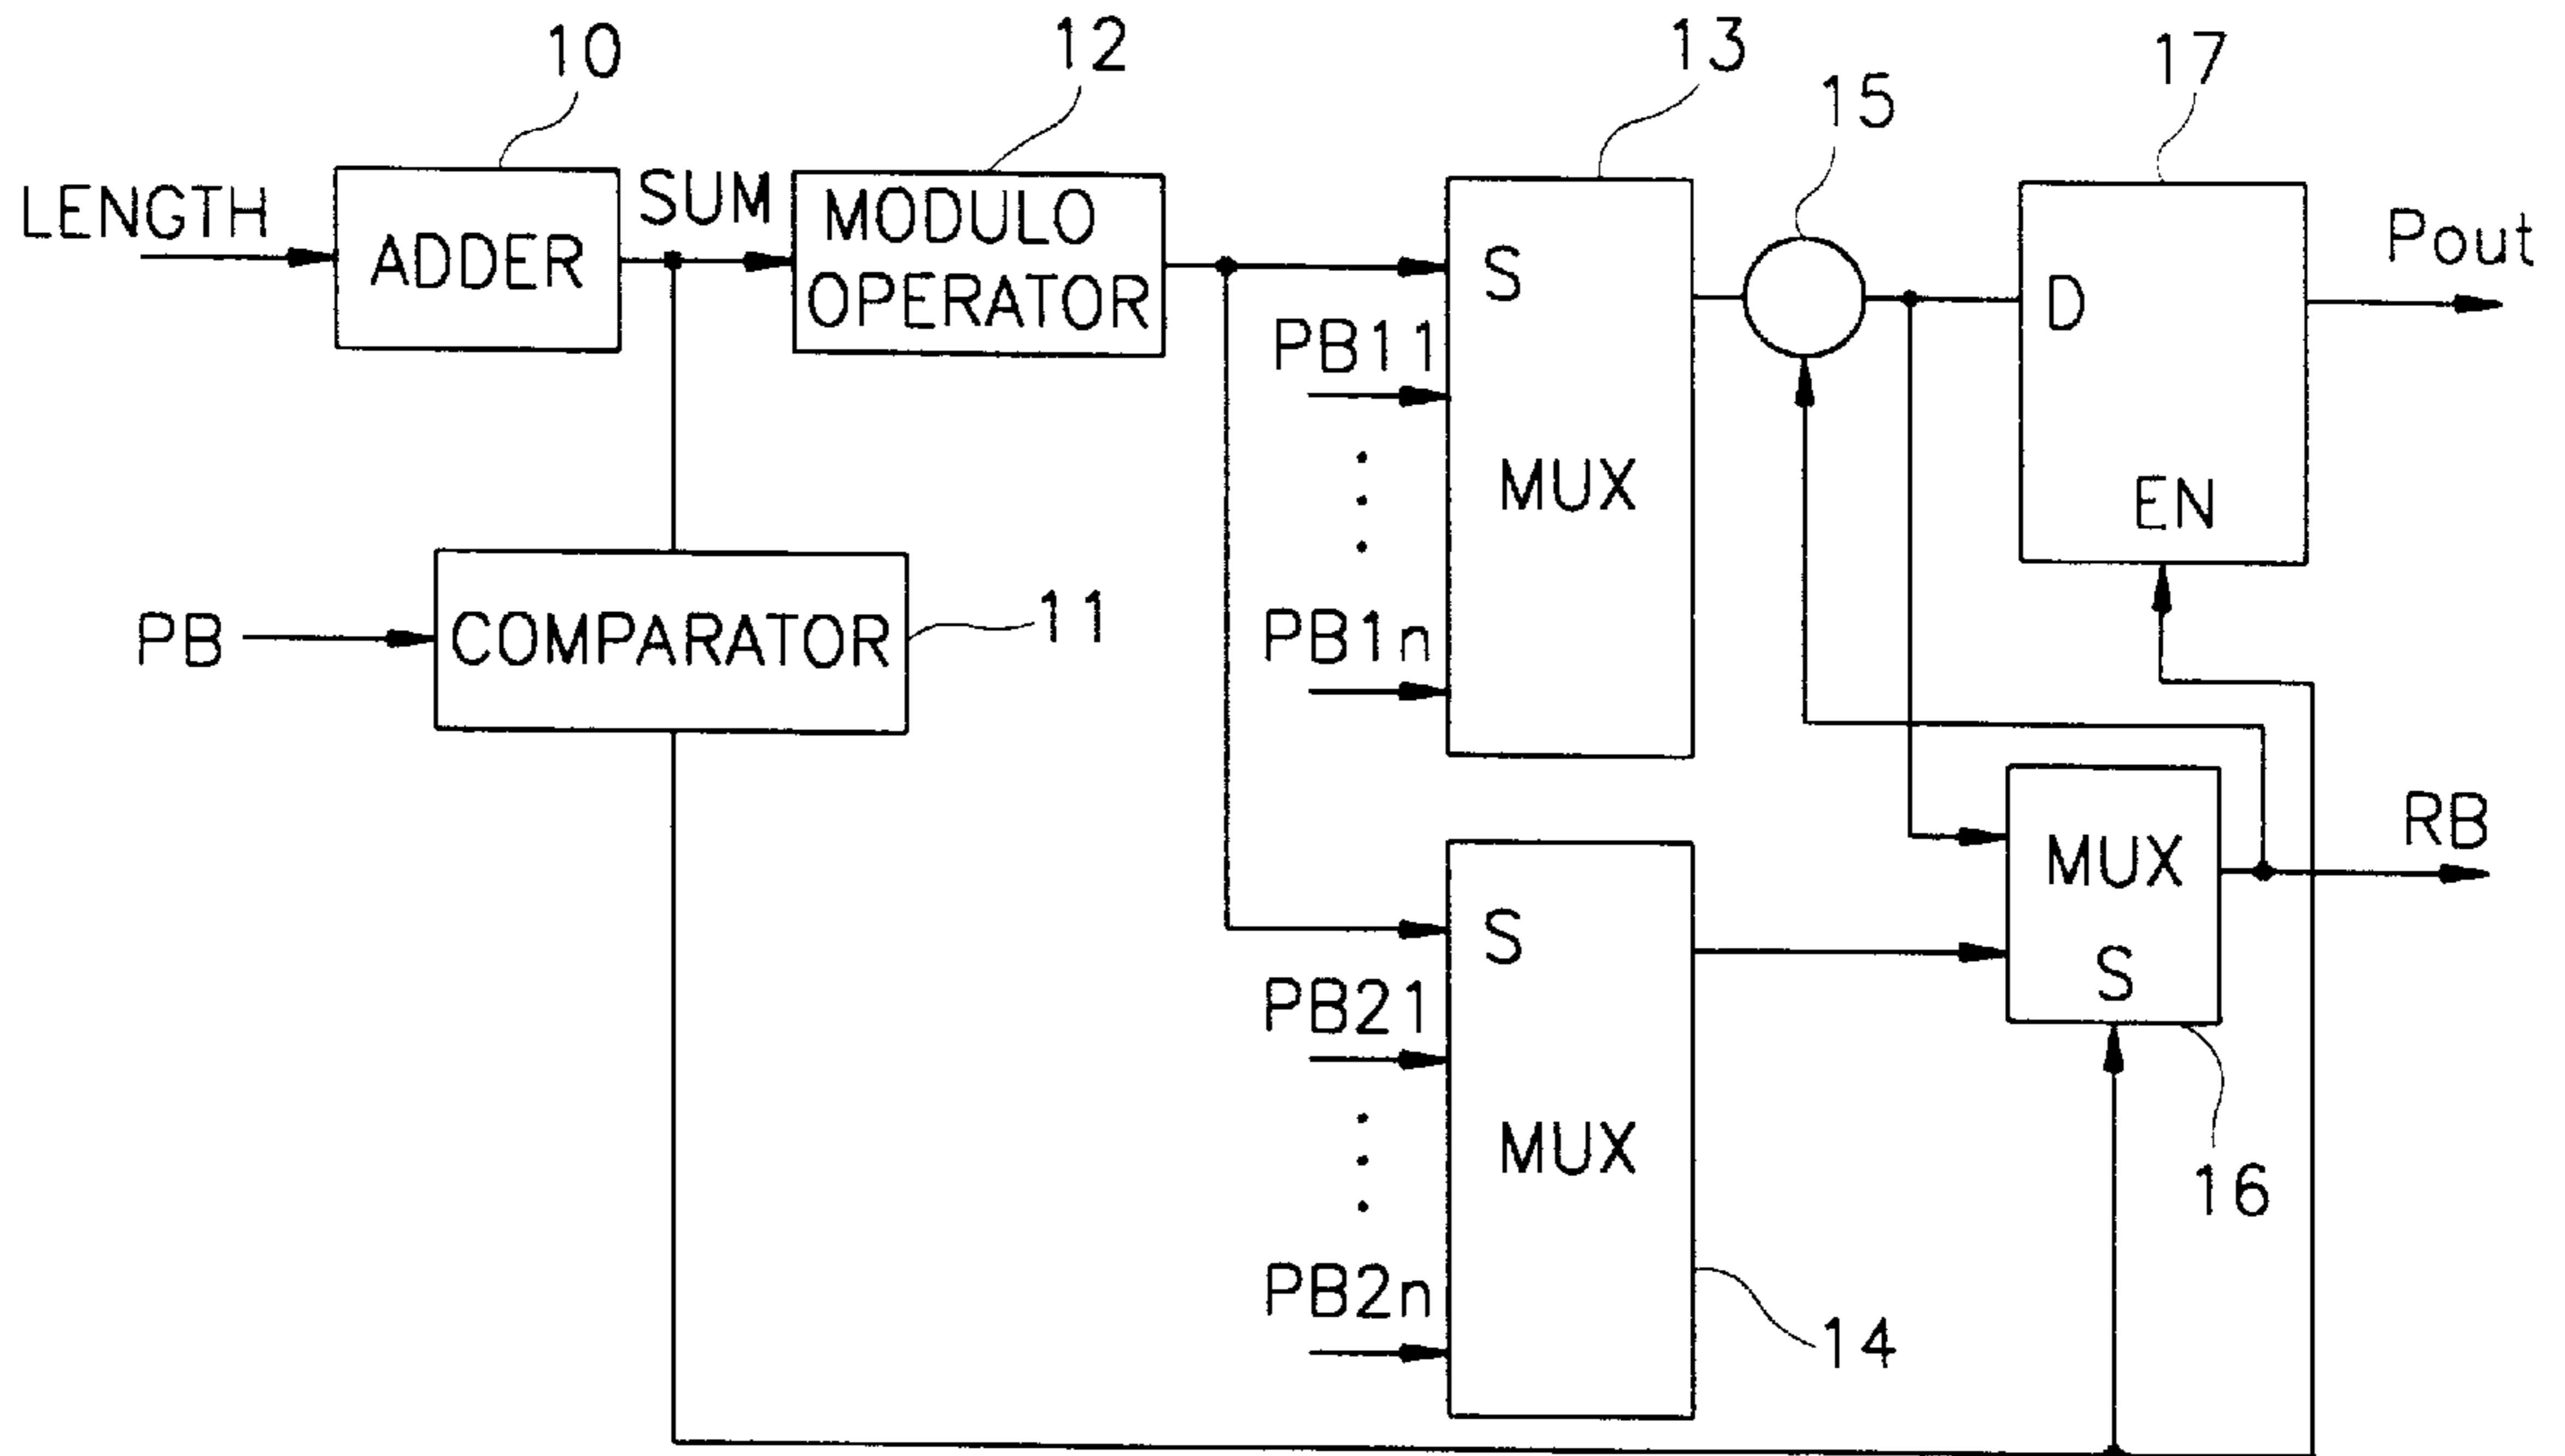 10
12
13
15
17
LENGTH
ADDER
SUM
MODULO
OPERATOR
S
D
Pout
PB11
MUX
EN
PB
COMPARATOR
11
PB1n
MUX
RB
S
S
PB21
MUX
16
PB2n
14